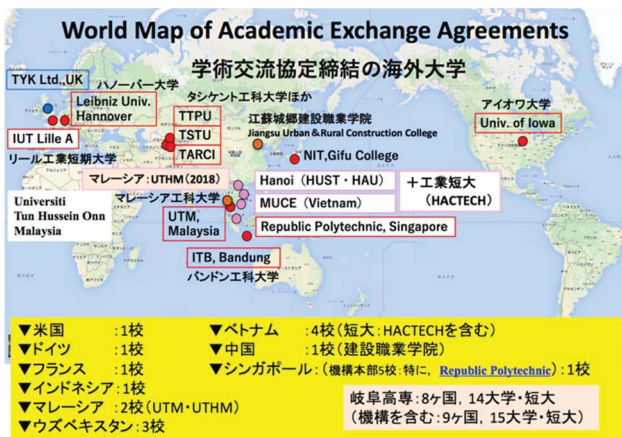 World Map of Academic Exchange Agreements
学術交流協定締結の海外大学
TYK Ltd.,UK
ハノーバー大学
Leibniz Univ.
Hannover
IUT Lille A
リール工業短期大学
タシケント工科大学ほか
TTPU
TSTU
TARCI
江蘇城郷建設職業学院
Jiangsu Urban &Rural Construction College
NIT,Gifu College
アイオワ大学
Univ. of Iowa
マレーシア:UTHM(2018)
Universiti
Tun Hussein Onn
Malaysia
マレーシア工科大学
UTM,
Malaysia
Hanoi (HUST・HAU)
MUCE (Vietnam)
+工業短大
(HACTECH)
Republic Polytechnic, Singapore
ITB, Bandung
バンドン工科大学
▼米国 :1校
▼ドイツ :1校
▼フランス :1校
▼インドネシア:1校
▼マレーシア :2校(UTM・UTHM)
▼ウズベキスタン:3校
▼ベトナム :4校(短大:HACTECHを含む)
▼中国 :1校(建設職業学院)
▼シンガポール:(機構本部5校:特に, Republic Polytechnic):1校
岐阜高専:8ヶ国, 14大学・短大
(機構を含む:9ヶ国, 15大学・短大)